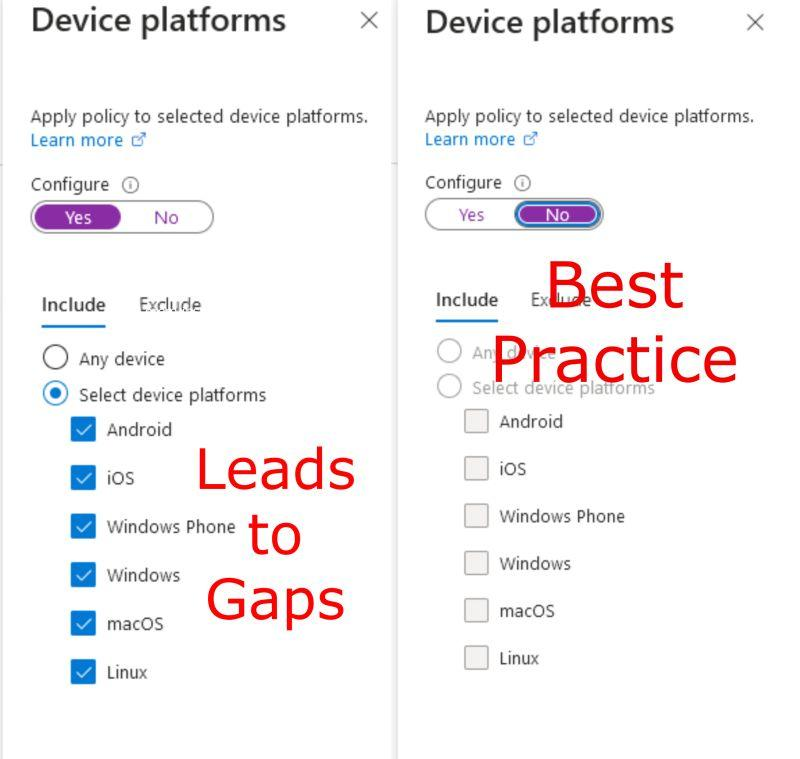 Device platforms
Apply policy to selected device platforms.
Learn more
Configure
Yes No
Include Exclude
Any device
Select device platforms
Android
iOS
Windows Phone
Windows
macOS
Linux
Leads
to
Gaps
Device platforms
Apply policy to selected device platforms.
Learn more
Configure
Yes No
Include Exclude
Any device
Select device platforms
Android
iOS
Windows Phone
Windows
macOS
Linux
Best
Practice